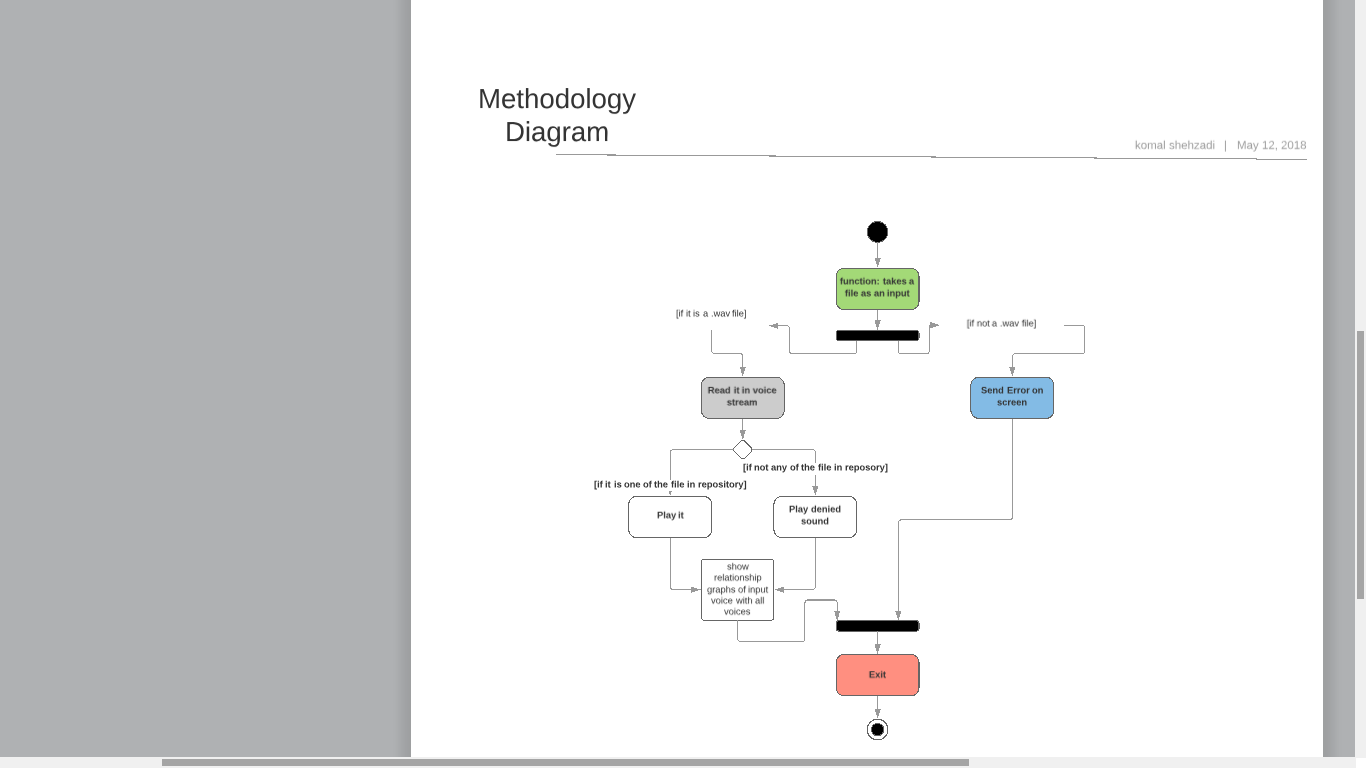 Methodology
Diagram
komal shehzadi | May 12, 2018
function: takes a
file as an input
[if it is a .wav file]
[if not a .wav file]
Read it in voice
stream
Send Error on
screen
[if not any of the file in reposory]
[if it is one of the file in repository]
Play it
Play denied
sound
show
relationship
graphs of input
voice with all
voices
Exit